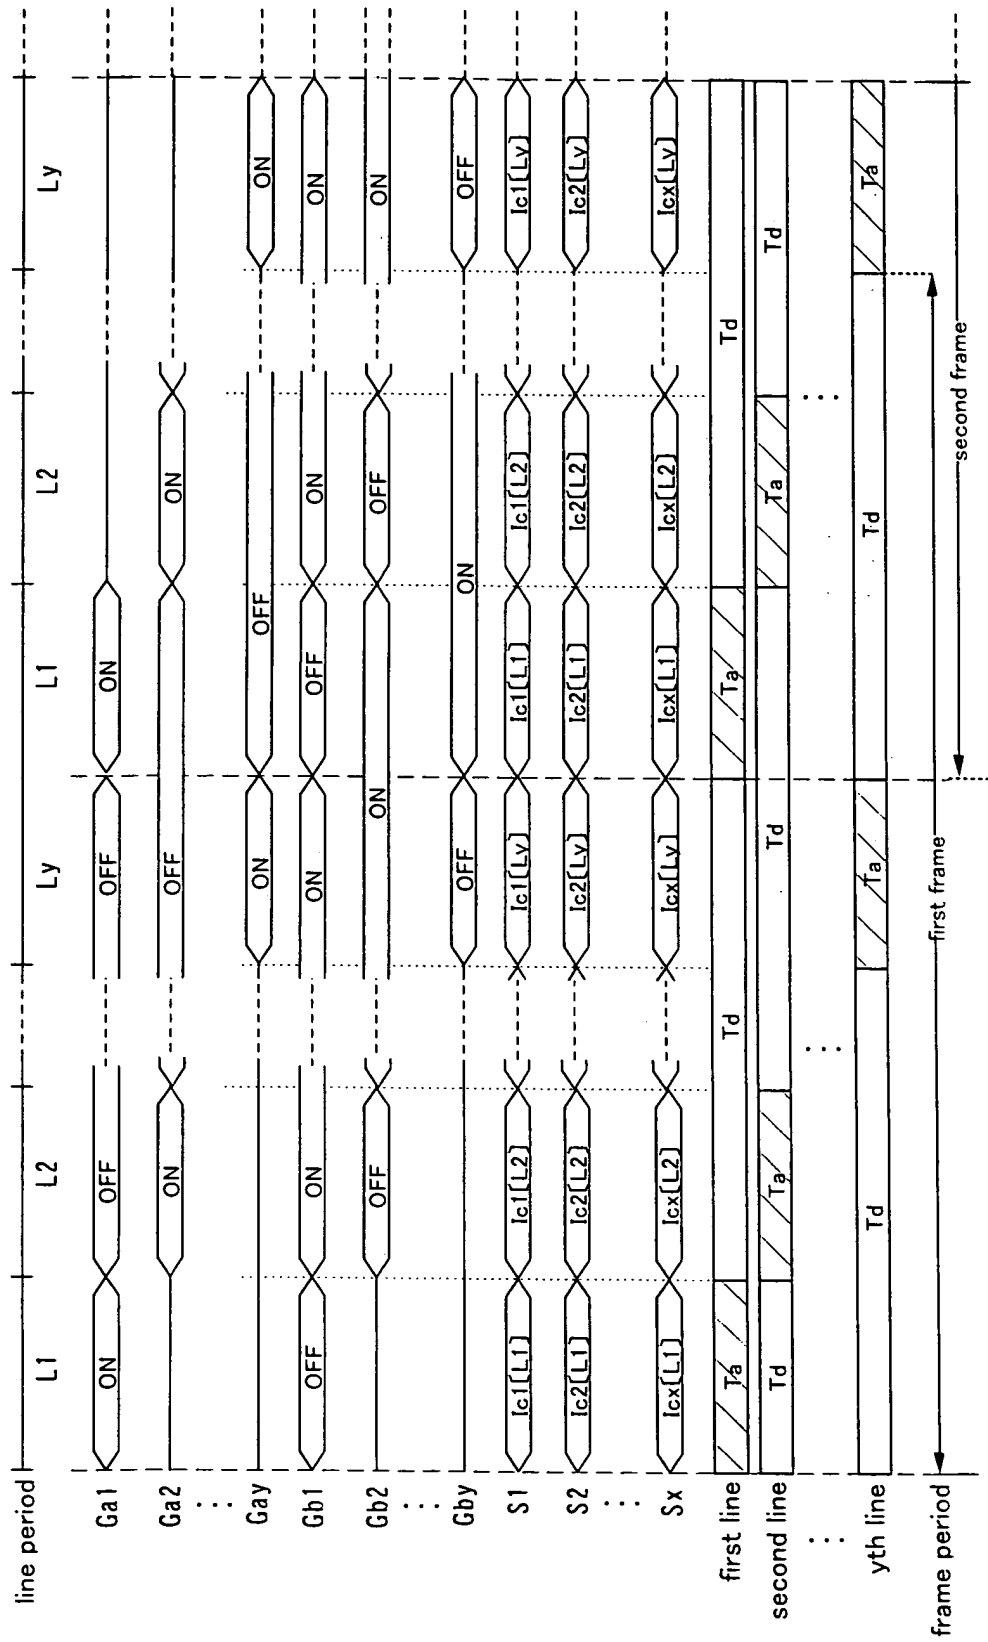 line period L1 L2 Ly L1 L2 Ly
Ga1 ON OFF OFF ON
Ga2 ON OFF ON
⋮
Gay ON OFF ON
Gb1 OFF ON ON OFF ON ON
Gb2 OFF ON OFF ON
⋮
Gby OFF ON OFF
S1 Ic1[L1] Ic1[L2] Ic1[Ly] Ic1[L1] Ic1[L2] Ic1[Ly]
S2 Ic2[L1] Ic2[L2] Ic2[Ly] Ic2[L1] Ic2[L2] Ic2[Ly]
⋮
Sx Icx[L1] Icx[L2] Icx[Ly] Icx[L1] Icx[L2] Icx[Ly]
first line Ta Td Ta Td
second line Td Ta Td Ta Td
⋮ ⋮ ⋮
yth line Td Ta Td Ta
frame period first frame
second frame